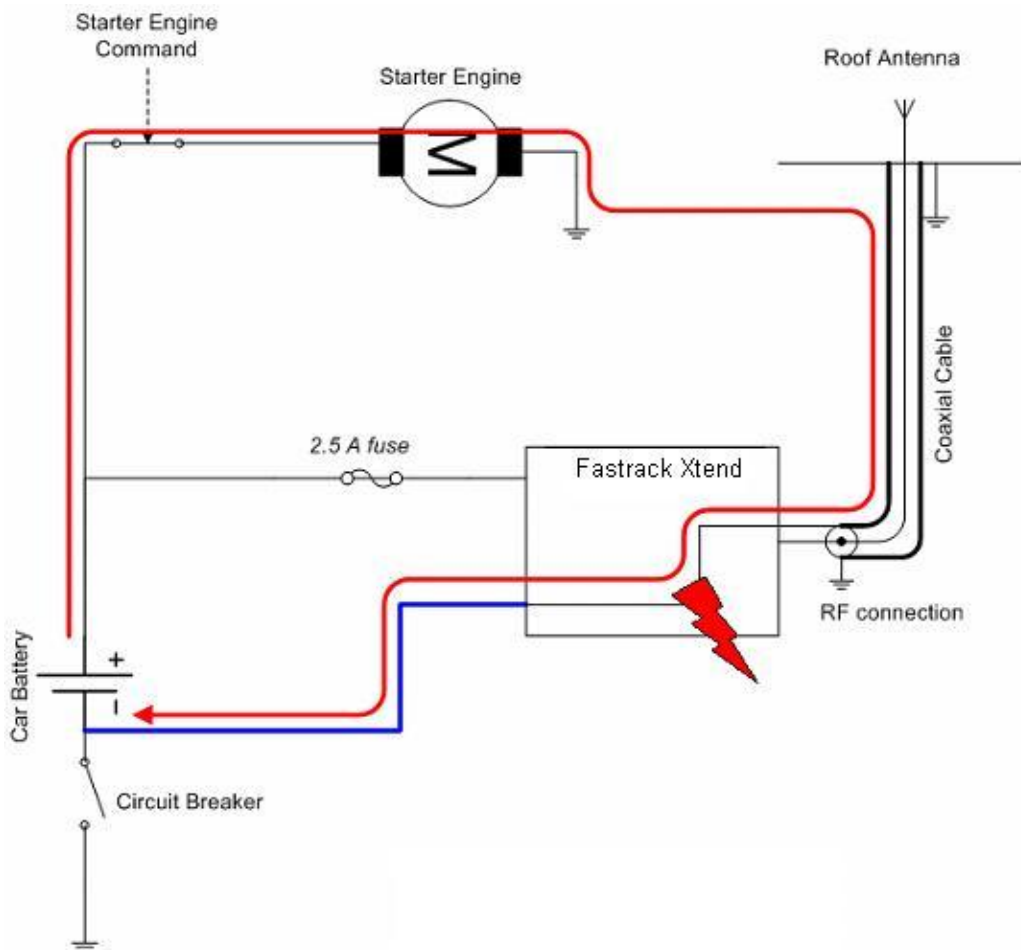 Starter Engine
Command
Starter Engine
Roof Antenna
M
Coaxial Cable
2.5 A fuse
Fastrack Xtend
RF connection
Car Battery
+
–
Circuit Breaker